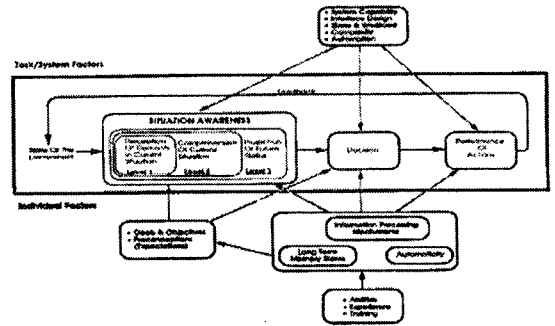 • System Capability
• Interface Design
• Stress & Workload
• Complexity
• Automation
Task/System Factors
Feedback
SITUATION AWARENESS
State Of The
Environment
Perception
Of Elements
In Current
Situation
Level 1
Comprehension
Of Current
Situation
Level 2
Projection
Of Future
Status
Level 3
Decision
Performance
Of
Actions
Individual Factors
• Goals & Objectives
• Preconceptions
(Expectations)
Information Processing
Mechanisms
Long Term
Memory Stores
Automaticity
• Abilities
• Experience
• Training